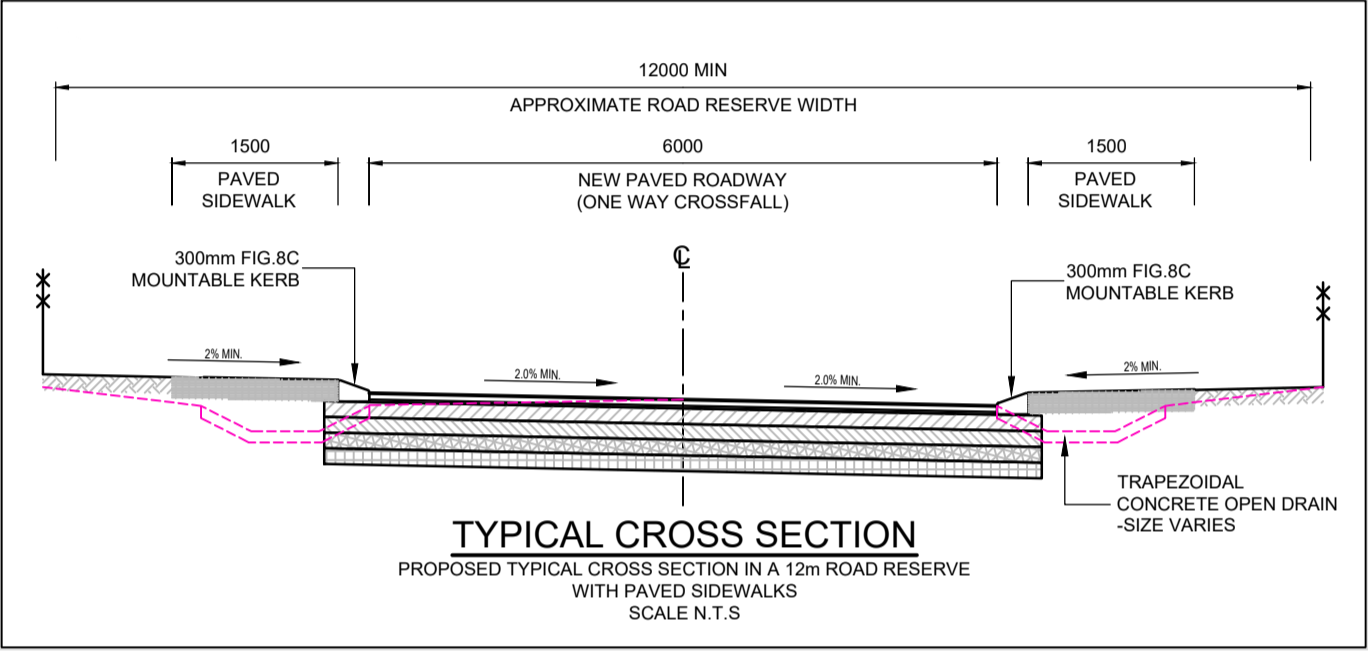 12000 MIN
APPROXIMATE ROAD RESERVE WIDTH
1500
PAVED
SIDEWALK
6000
NEW PAVED ROADWAY
(ONE WAY CROSSFALL)
1500
PAVED
SIDEWALK
300mm FIG.8C
MOUNTABLE KERB
℄
300mm FIG.8C
MOUNTABLE KERB
2% MIN.
2.0% MIN.
2.0% MIN.
2% MIN.
TRAPEZOIDAL
CONCRETE OPEN DRAIN
-SIZE VARIES
TYPICAL CROSS SECTION
PROPOSED TYPICAL CROSS SECTION IN A 12m ROAD RESERVE
WITH PAVED SIDEWALKS
SCALE N.T.S